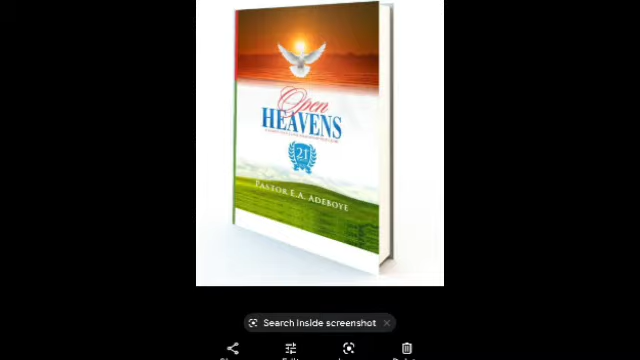 Open
HEAVENS
21
PASTOR E.A. ADEBOYE
Search inside screenshot